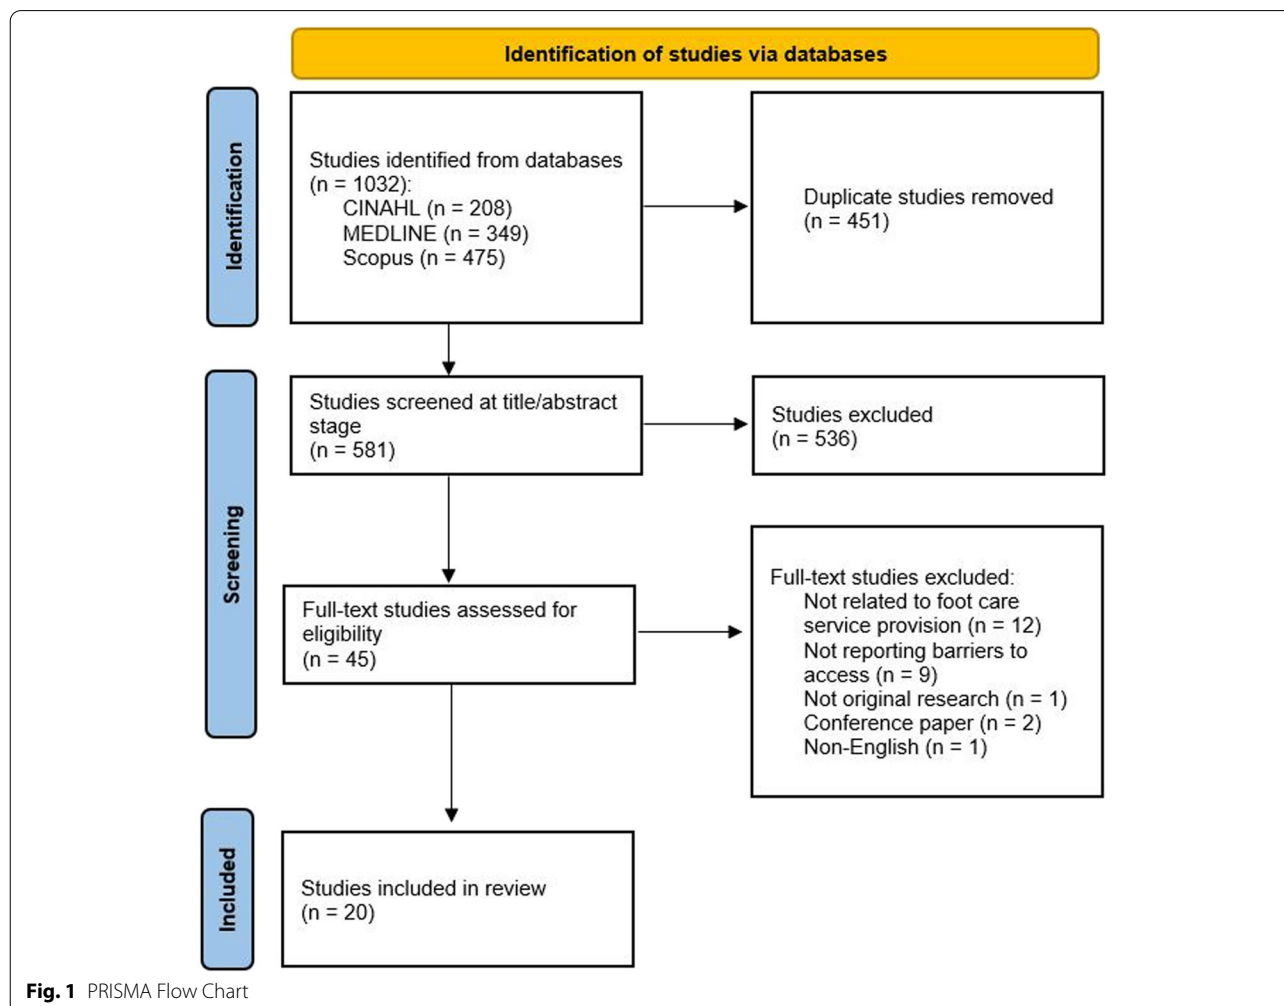 Identification of studies via databases
Identification
Studies identified from databases
(n = 1032):
CINAHL (n = 208)
MEDLINE (n = 349)
Scopus (n = 475)
Duplicate studies removed
(n = 451)
Screening
Studies screened at title/abstract
stage
(n = 581)
Studies excluded
(n = 536)
Full-text studies assessed for
eligibility
(n = 45)
Full-text studies excluded:
Not related to foot care
service provision (n = 12)
Not reporting barriers to
access (n = 9)
Not original research (n = 1)
Conference paper (n = 2)
Non-English (n = 1)
Included
Studies included in review
(n = 20)
Fig. 1 PRISMA Flow Chart